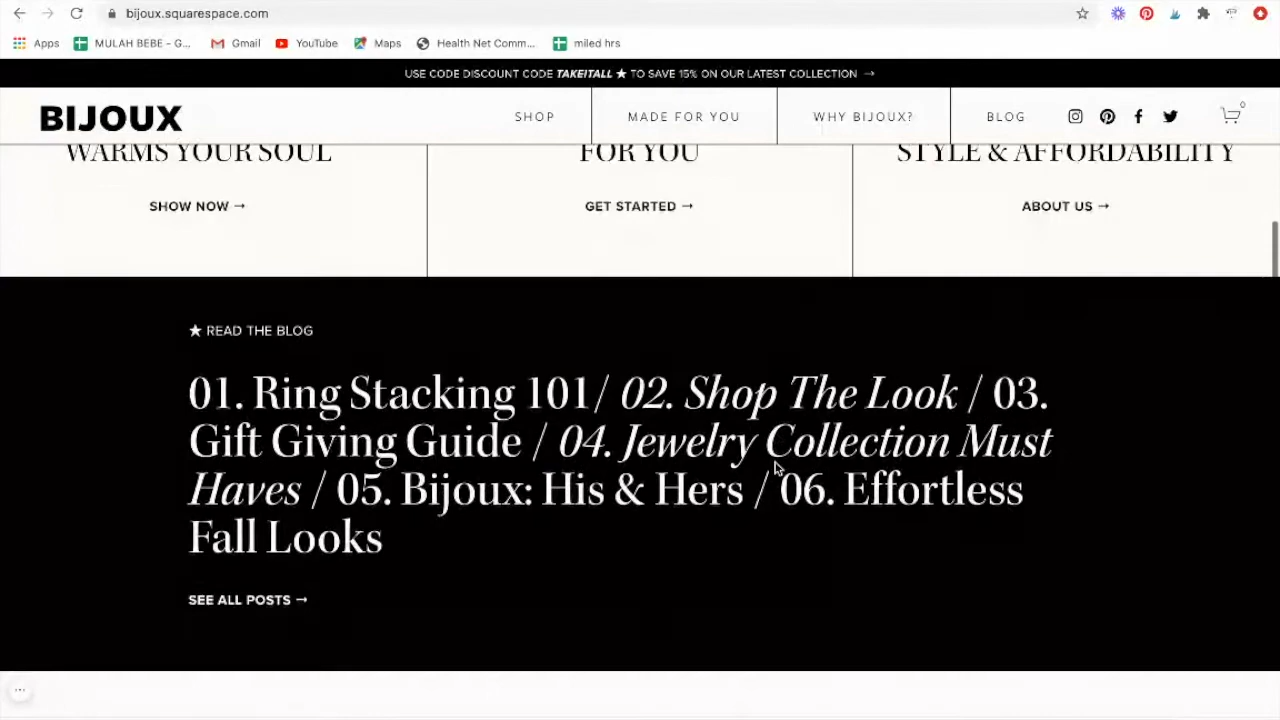 bijoux.squarespace.com
Apps MULAH BEBE - G... Gmail YouTube Maps Health Net Comm... miled hrs
USE CODE DISCOUNT CODE TAKEITALL ★ TO SAVE 15% ON OUR LATEST COLLECTION →
BIJOUX SHOP MADE FOR YOU WHY BIJOUX? BLOG 0
WARMS YOUR SOUL FOR YOU STYLE & AFFORDABILITY
SHOW NOW → GET STARTED → ABOUT US →
★ READ THE BLOG
01. Ring Stacking 101/ 02. Shop The Look / 03.
Gift Giving Guide / 04. Jewelry Collection Must
Haves / 05. Bijoux: His & Hers / 06. Effortless
Fall Looks
SEE ALL POSTS →